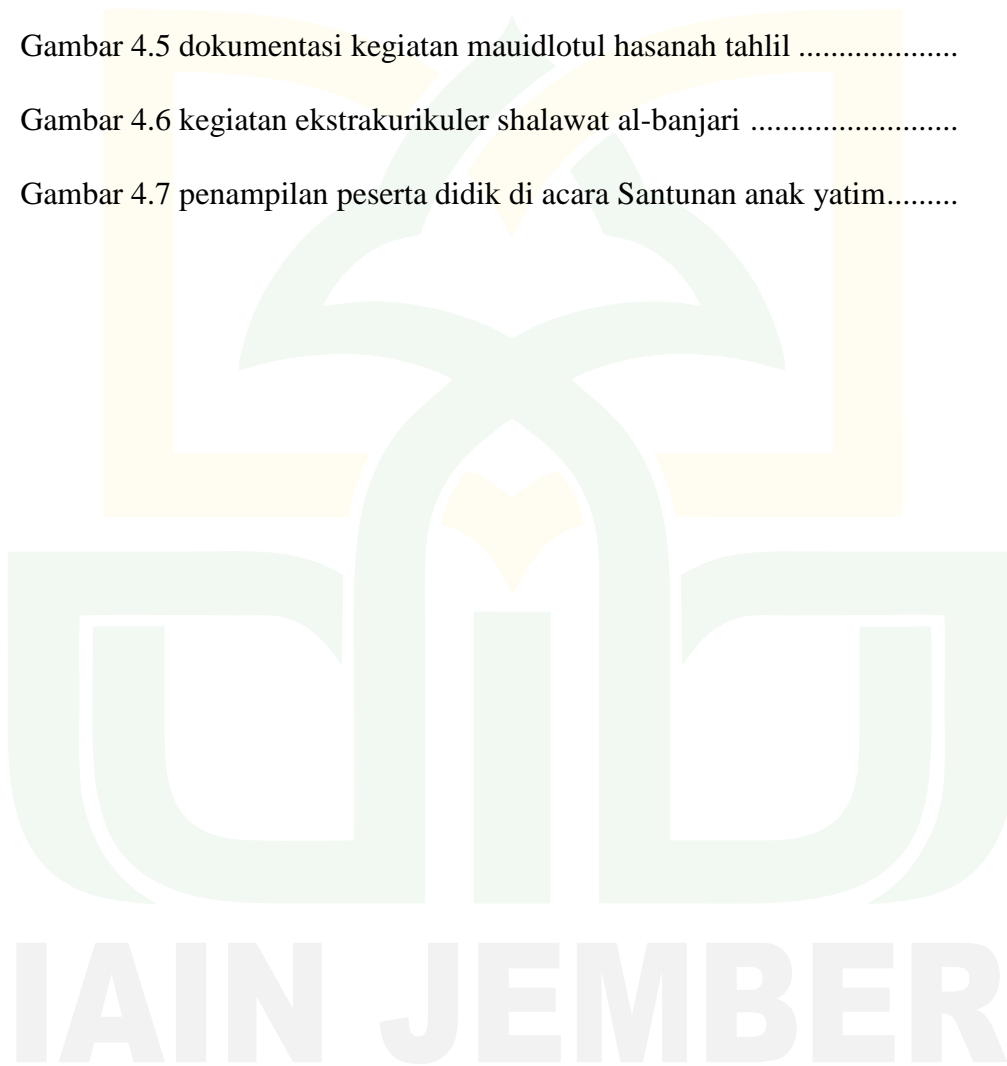 Gambar 4.5 dokumentasi kegiatan mauidlotul hasanah tahlil ....................
Gambar 4.6 kegiatan ekstrakurikuler shalawat al-banjari ..........................
Gambar 4.7 penampilan peserta didik di acara Santunan anak yatim.........
IAIN JEMBER